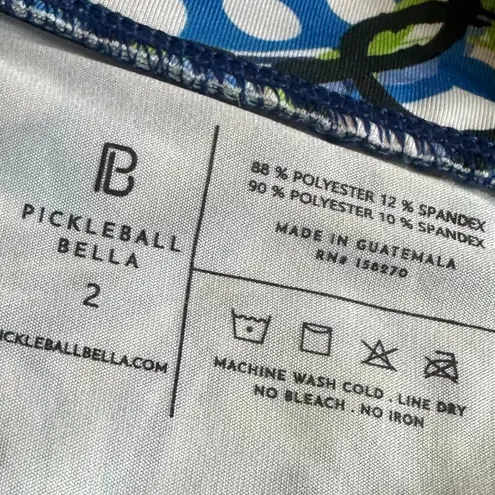 PB
PICKLEBALL
BELLA
2
ICKLEBALLBELLA.COM
88 % POLYESTER 12 % SPANDEX
90 % POLYESTER 10 % SPANDEX
MADE IN GUATEMALA
RN# 158270
MACHINE WASH COLD . LINE DRY
NO BLEACH . NO IRON